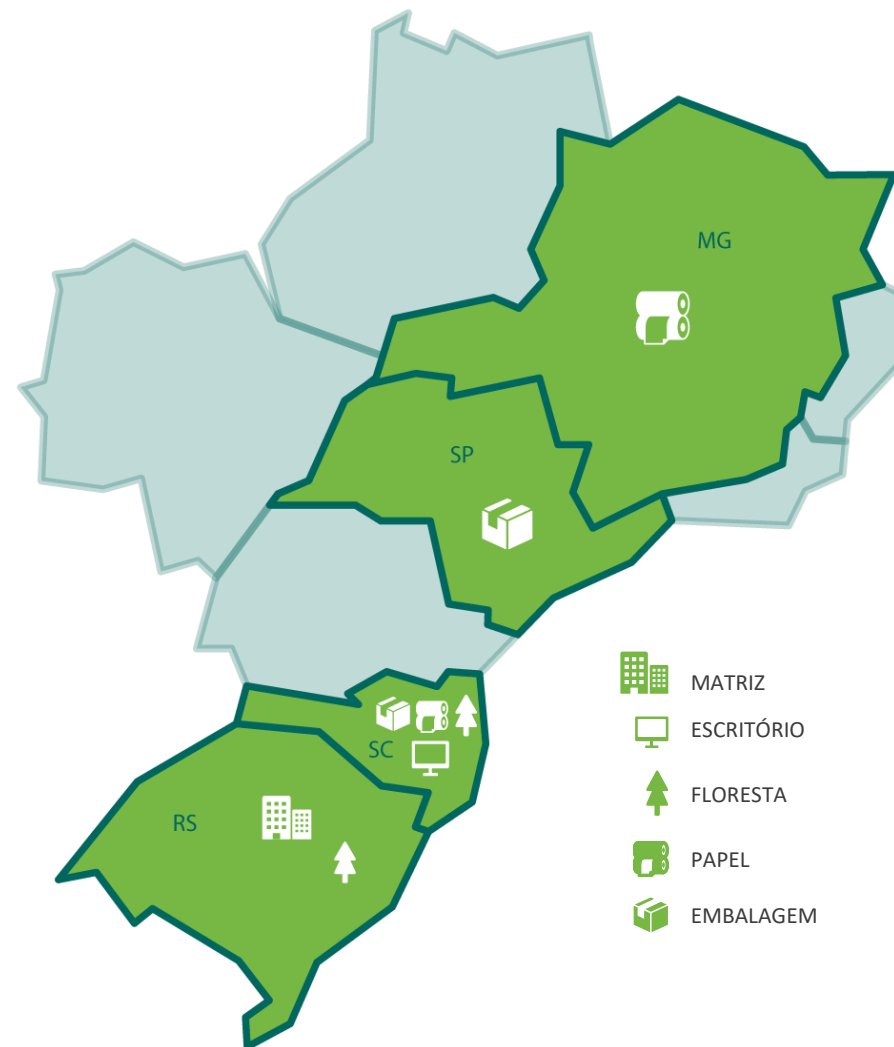 MG
SP
SC
RS
MATRIZ
ESCRITÓRIO
FLORESTA
PAPEL
EMBALAGEM